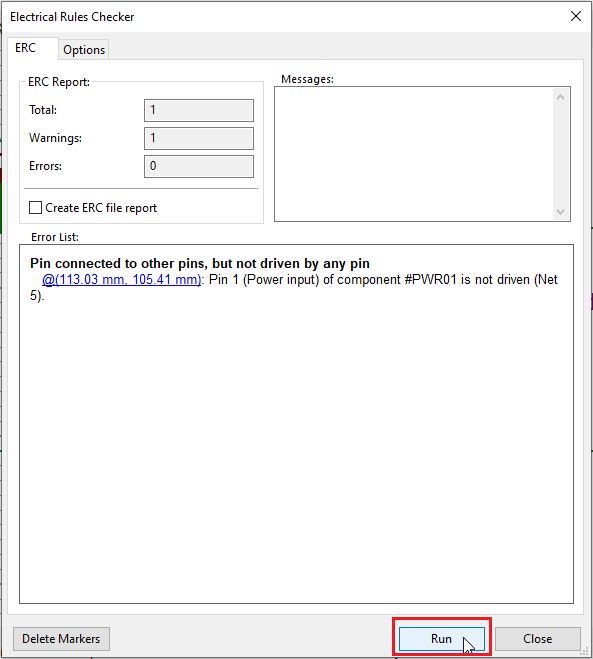 Electrical Rules Checker
ERC
Options
ERC Report:
Total:
1
Warnings:
1
Errors:
0
Create ERC file report
Messages:
Error List:
Pin connected to other pins, but not driven by any pin
@(113.03 mm, 105.41 mm): Pin 1 (Power input) of component #PWR01 is not driven (Net
5).
Delete Markers
Run
Close